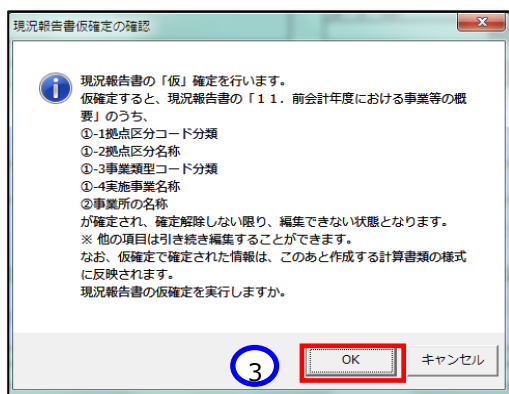 現況報告書仮確定の確認
現況報告書の「仮」確定を行います。
仮確定すると、現況報告書の「１１．前会計年度における事業等の概
要」のうち、
①-1拠点区分コード分類
①-2拠点区分名称
①-3事業類型コード分類
①-4実施事業名称
②事業所の名称
が確定され、確定解除しない限り、編集できない状態となります。
※ 他の項目は引き続き編集することができます。
なお、仮確定で確定された情報は、このあと作成する計算書類の様式
に反映されます。
現況報告書の仮確定を実行しますか。
3
OK
キャンセル